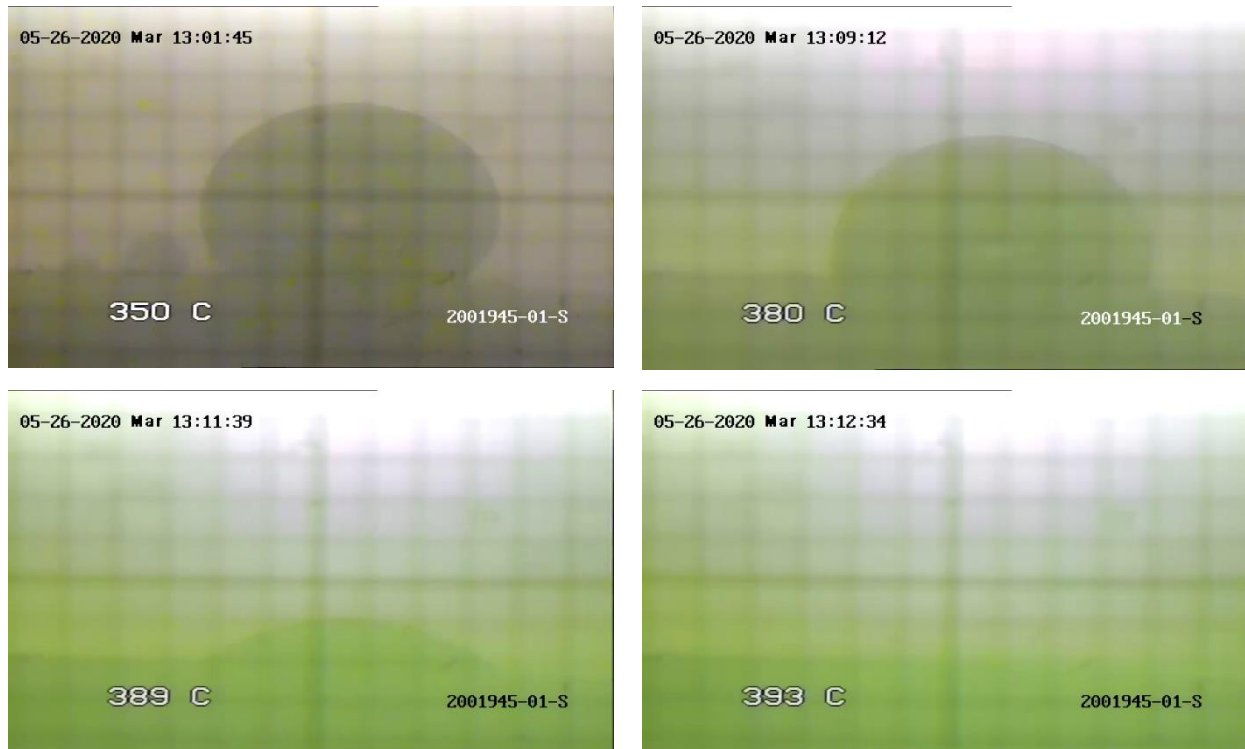 05-26-2020 Mar 13:01:45
350 C
2001945-01-S
05-26-2020 Mar 13:09:12
380 C
2001945-01-S
05-26-2020 Mar 13:11:39
389 C
2001945-01-S
05-26-2020 Mar 13:12:34
393 C
2001945-01-S